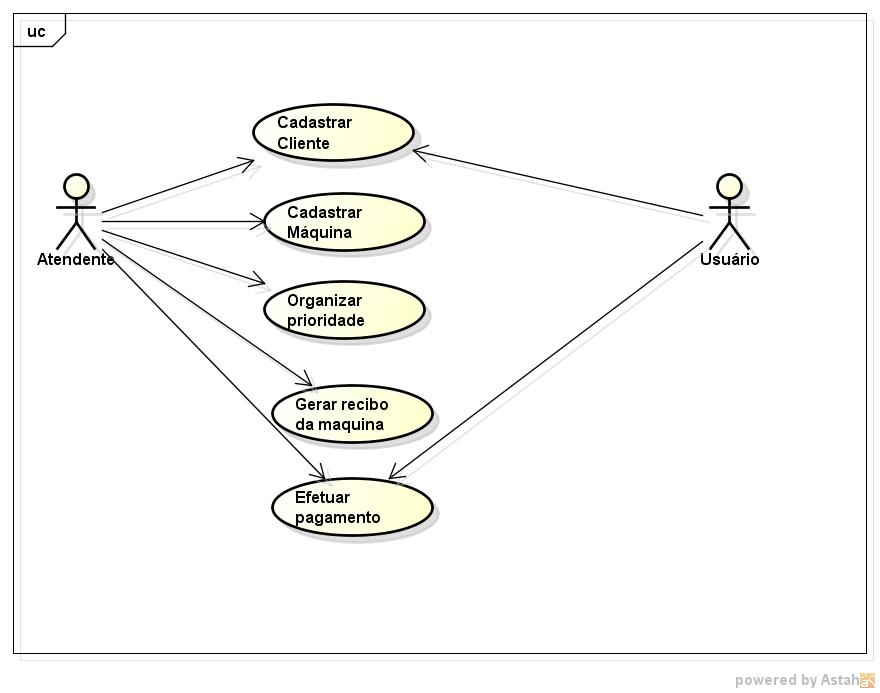 uc
Cadastrar
Cliente
Cadastrar
Máquina
Atendente
Usuário
Organizar
prioridade
Gerar recibo
da maquina
Efetuar
pagamento
powered by Astah